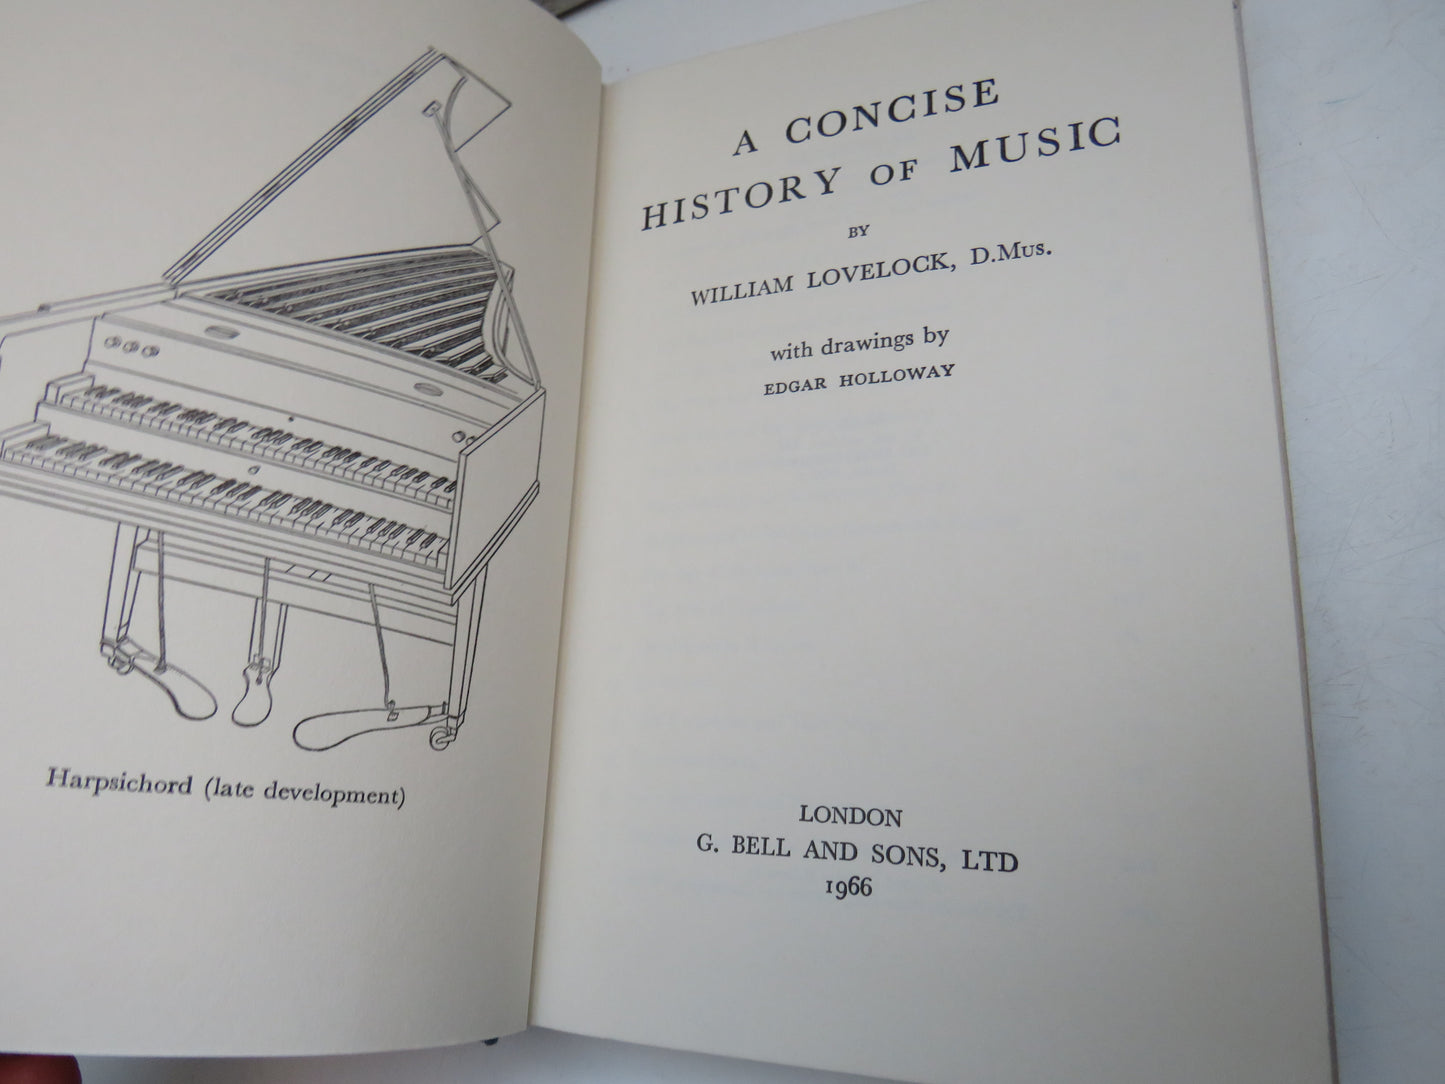 Harpsichord (late development)
A CONCISE
HISTORY OF MUSIC
BY
WILLIAM LOVELOCK, D.Mus.
with drawings by
EDGAR HOLLOWAY
LONDON
G. BELL AND SONS, LTD
1966